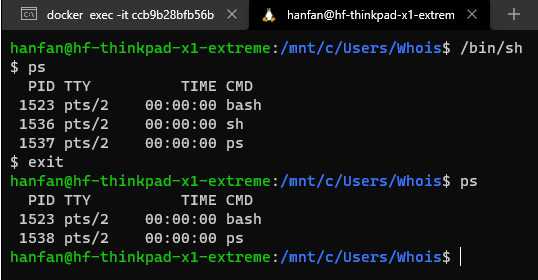 docker exec -it ccb9b28bfb56b
hanfan@hf-thinkpad-x1-extrem
hanfan@hf-thinkpad-x1-extreme:/mnt/c/Users/Whois$ /bin/sh
$ ps
  PID TTY          TIME CMD
 1523 pts/2    00:00:00 bash
 1536 pts/2    00:00:00 sh
 1537 pts/2    00:00:00 ps
$ exit
hanfan@hf-thinkpad-x1-extreme:/mnt/c/Users/Whois$ ps
  PID TTY          TIME CMD
 1523 pts/2    00:00:00 bash
 1538 pts/2    00:00:00 ps
hanfan@hf-thinkpad-x1-extreme:/mnt/c/Users/Whois$